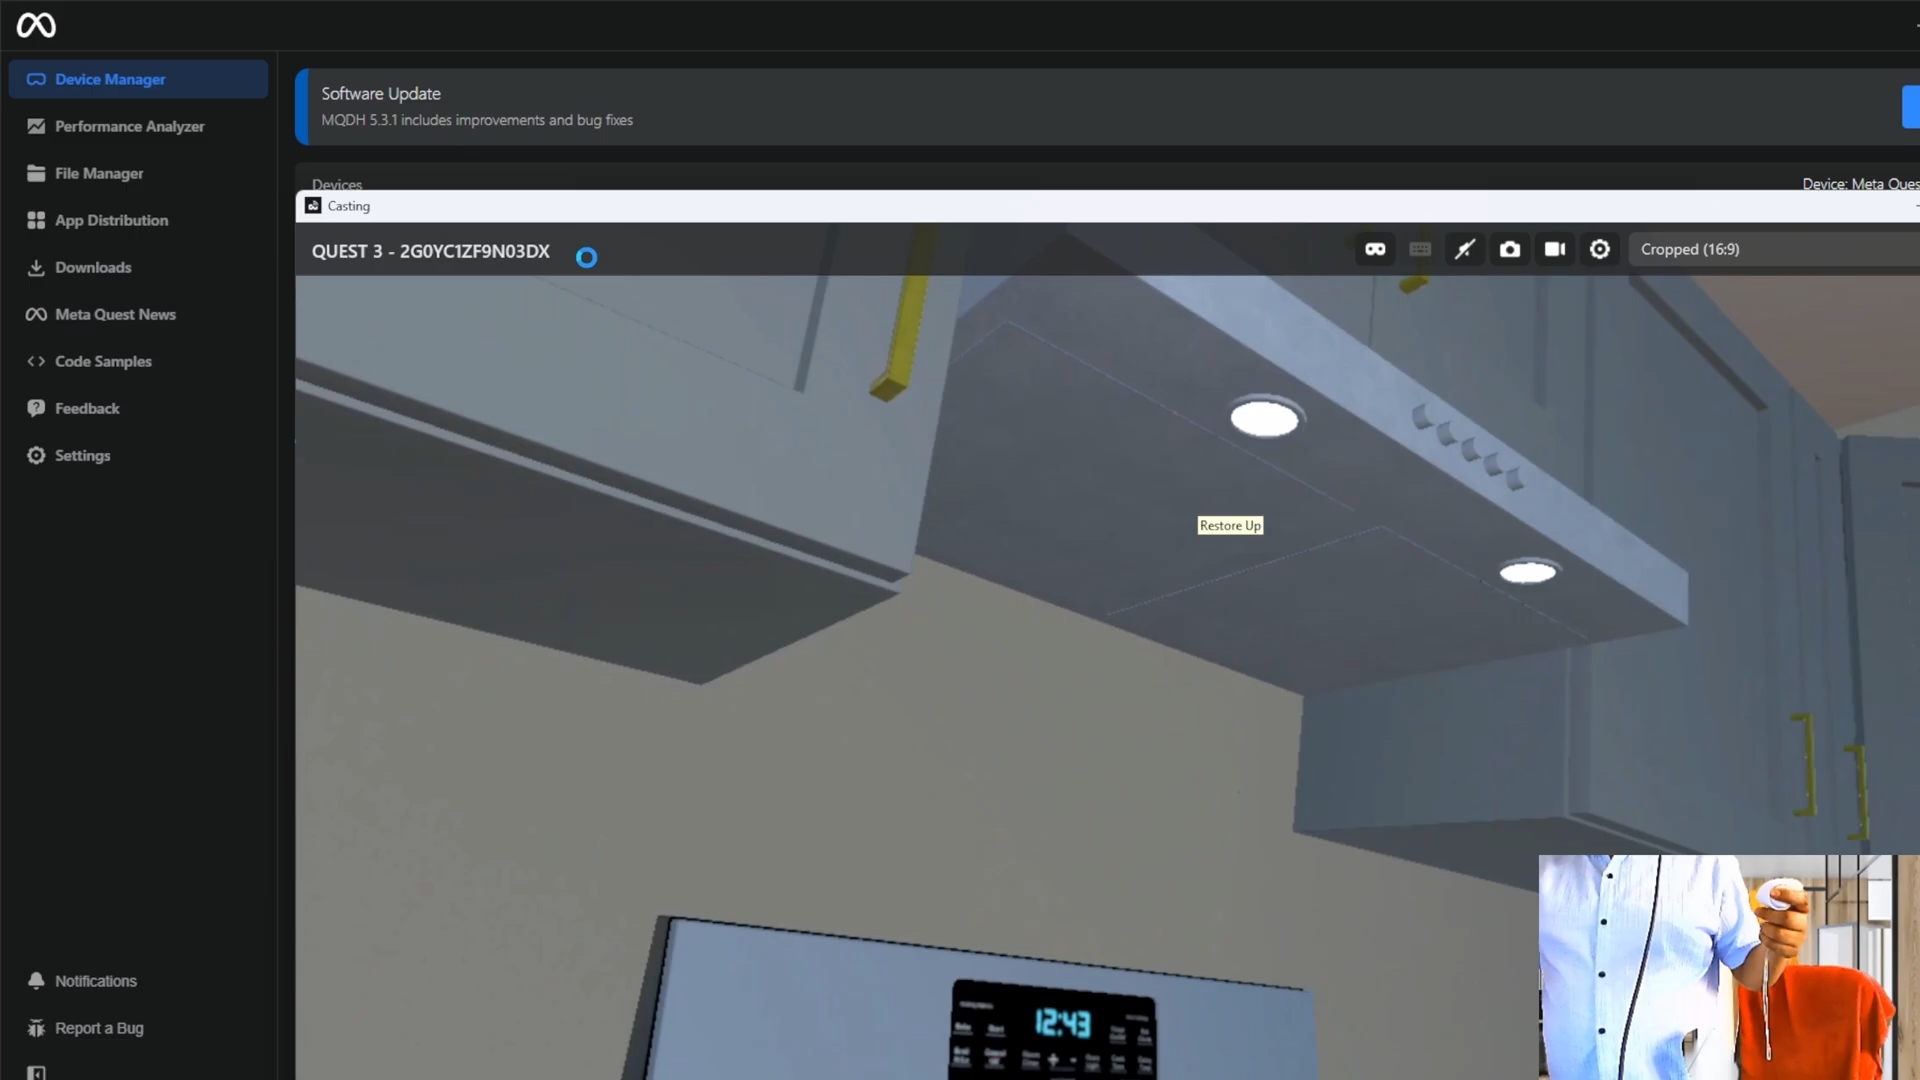 Device Manager
Performance Analyzer
File Manager
App Distribution
Downloads
Meta Quest News
Code Samples
Feedback
Settings
Notifications
Report a Bug
Software Update
MQDH 5.3.1 includes improvements and bug fixes
Devices
Device: Meta Ques
Casting
QUEST 3 - 2G0YC1ZF9N03DX
Cropped (16:9)
Restore Up
12:43